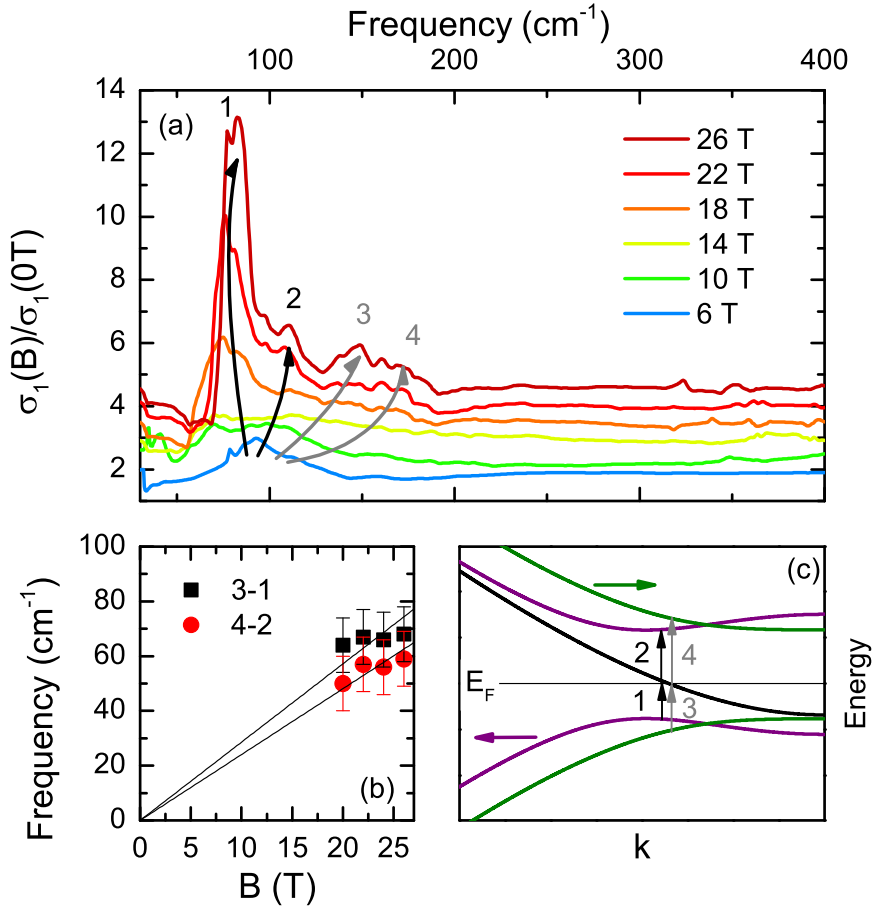 Frequency (cm⁻¹)
100 200 300 400
14
12
10
8
6
4
2
σ₁(B)/σ₁(0T)
(a)
1
2
3
4
26 T
22 T
18 T
14 T
10 T
6 T
100
80
60
40
20
0
Frequency (cm⁻¹)
3-1
4-2
(b)
0 5 10 15 20 25
B (T)
(c)
E_F
2
4
1
3
Energy
k